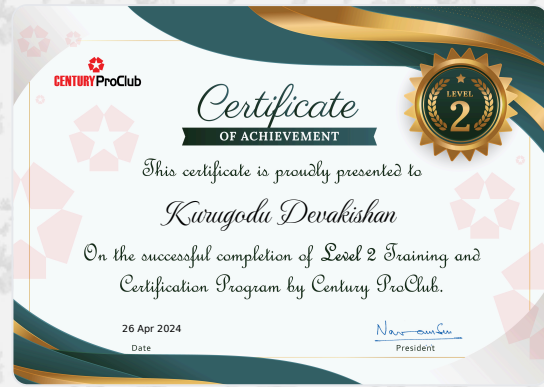 CENTURY ProClub
LEVEL
2
Certificate
OF ACHIEVEMENT
This certificate is proudly presented to
Kurugodu Devakishan
On the successful completion of Level 2 Training and
Certification Program by Century ProClub.
26 Apr 2024
Date
President